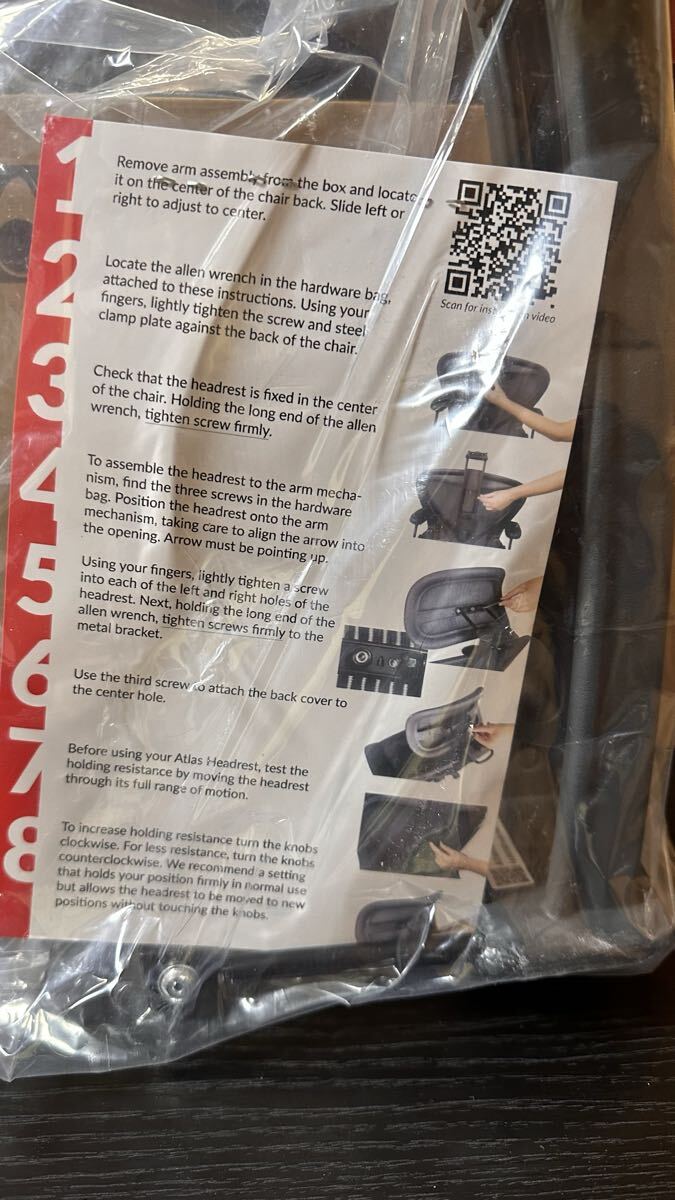 1
Remove arm assembly from the box and locate
it on the center of the chair back. Slide left or
right to adjust to center.
Scan for video
2
Locate the allen wrench in the hardware bag,
attached to these instructions. Using your
fingers, lightly tighten the screw and steel
clamp plate against the back of the chair.
3
Check that the headrest is fixed in the center
of the chair. Holding the long end of the allen
wrench, tighten screw firmly.
4
To assemble the headrest to the arm mecha-
nism, find the three screws in the hardware
bag. Position the headrest onto the arm
mechanism, taking care to align the arrow into
the opening. Arrow must be pointing up.
5
Using your fingers, lightly tighten a screw
into each of the left and right holes of the
headrest. Next, holding the long end of the
allen wrench, tighten screws firmly to the
metal bracket.
6
Use the third screw to attach the back cover to
the center hole.
7
Before using your Atlas Headrest, test the
holding resistance by moving the headrest
through its full range of motion.
8
To increase holding resistance turn the knobs
clockwise. For less resistance, turn the knobs
counterclockwise. We recommend a setting
that holds your position firmly in normal use
but allows the headrest to be moved to new
positions without touching the knobs.